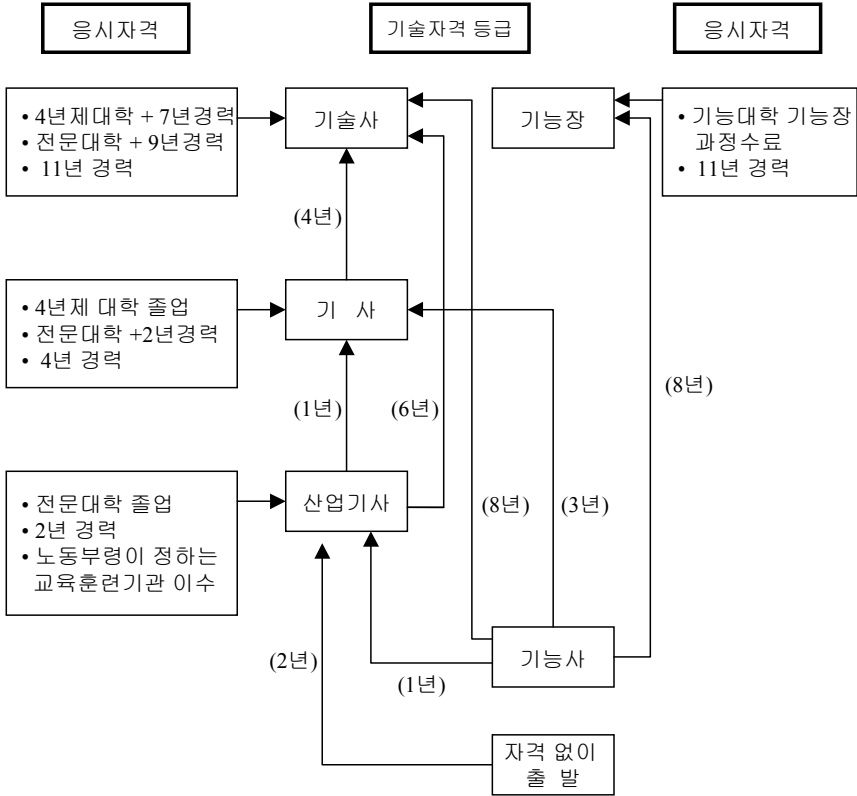 응시자격
기술자격 등급
응시자격
• 4년제대학 + 7년경력
• 전문대학 + 9년경력
• 11년 경력
기술사
기능장
• 기능대학 기능장
과정수료
• 11년 경력
(4년)
• 4년제 대학 졸업
• 전문대학 +2년경력
• 4년 경력
기 사
(8년)
(1년)
(6년)
• 전문대학 졸업
• 2년 경력
• 노동부령이 정하는
교육훈련기관 이수
산업기사
(8년)
(3년)
기능사
(2년)
(1년)
자격 없이
출 발